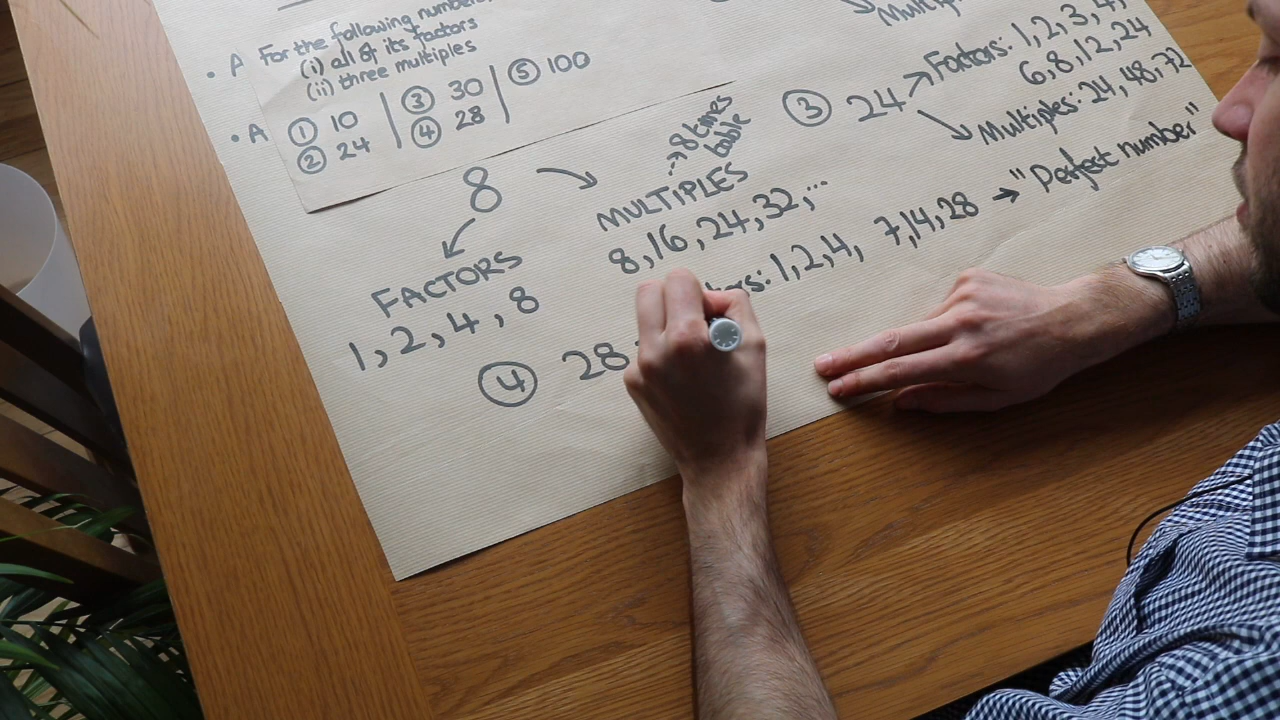 • A For the following numbers,
(i) all of its factors
(ii) three multiples
• A
① 10
② 24
③ 30
④ 28
⑤ 100
8
FACTORS
1, 2, 4, 8
→ 8 times
table
MULTIPLES
8, 16, 24, 32, ...
③ 24 → Factors: 1, 2, 3, 4,
6, 8, 12, 24
Multiples: 24, 48, 72
④ 28
1, 2, 4, 7, 14, 28 → "Perfect number"